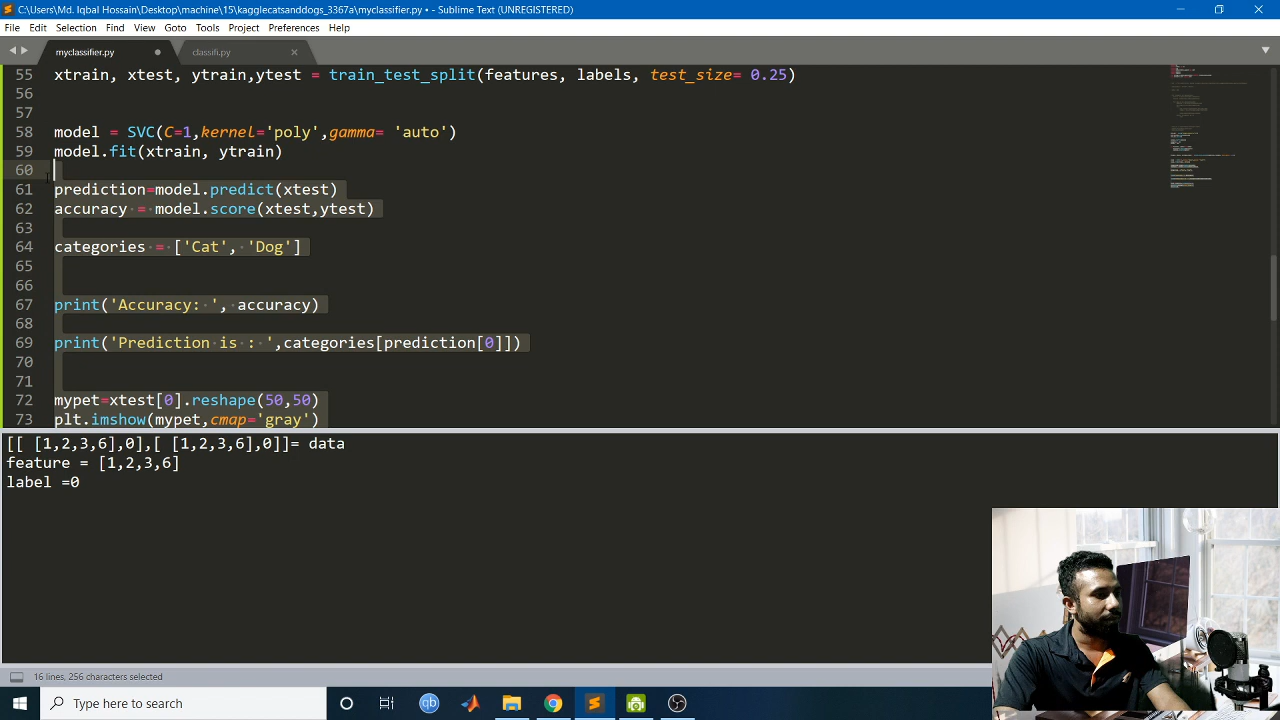 C:\Users\Md. Iqbal Hossain\Desktop\machine\15\kagglecatsanddogs_3367a\myclassifier.py • - Sublime Text (UNREGISTERED)
File Edit Selection Find View Goto Tools Project Preferences Help
myclassifier.py classifi.py
55 xtrain, xtest, ytrain,ytest = train_test_split(features, labels, test_size= 0.25)
56
57
58 model = SVC(C=1,kernel='poly',gamma= 'auto')
59 model.fit(xtrain, ytrain)
60
61 prediction=model.predict(xtest)
62 accuracy = model.score(xtest,ytest)
63
64 categories = ['Cat', 'Dog']
65
66
67 print('Accuracy: ', accuracy)
68
69 print('Prediction is : ',categories[prediction[0]])
70
71
72 mypet=xtest[0].reshape(50,50)
73 plt.imshow(mypet,cmap='gray')
[[ [1,2,3,6],0],[ [1,2,3,6],0]]= data
feature = [1,2,3,6]
label =0
16 lines, 256 characters selected
Type here to search
qb